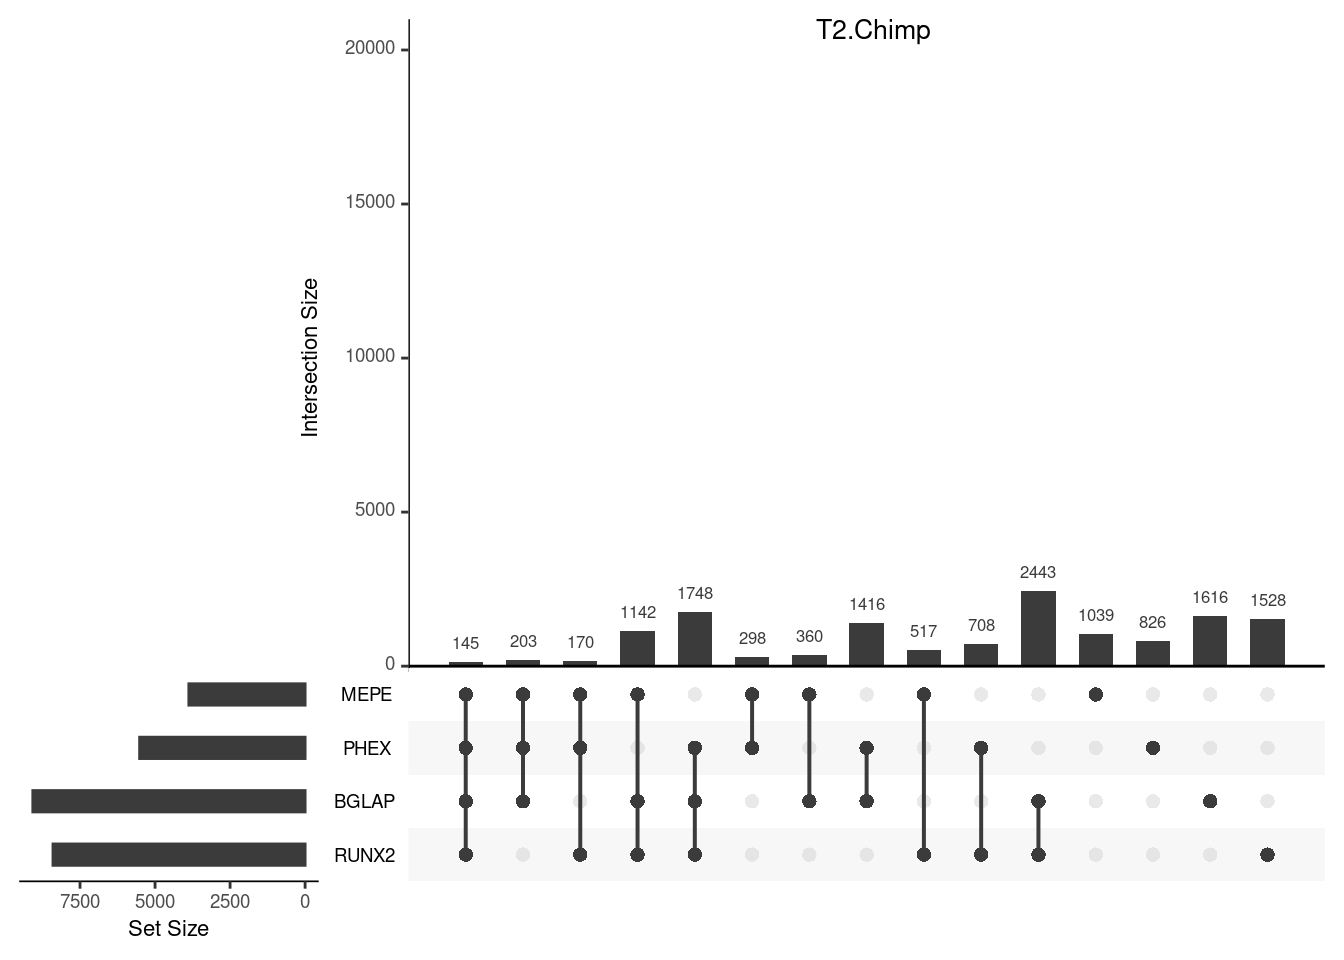 T2.Chimp
20000
15000
10000
5000
0
Intersection Size
145 203 170 1142 1748 298 360 1416 517 708 2443 1039 826 1616 1528
MEPE
PHEX
BGLAP
RUNX2
7500 5000 2500 0
Set Size